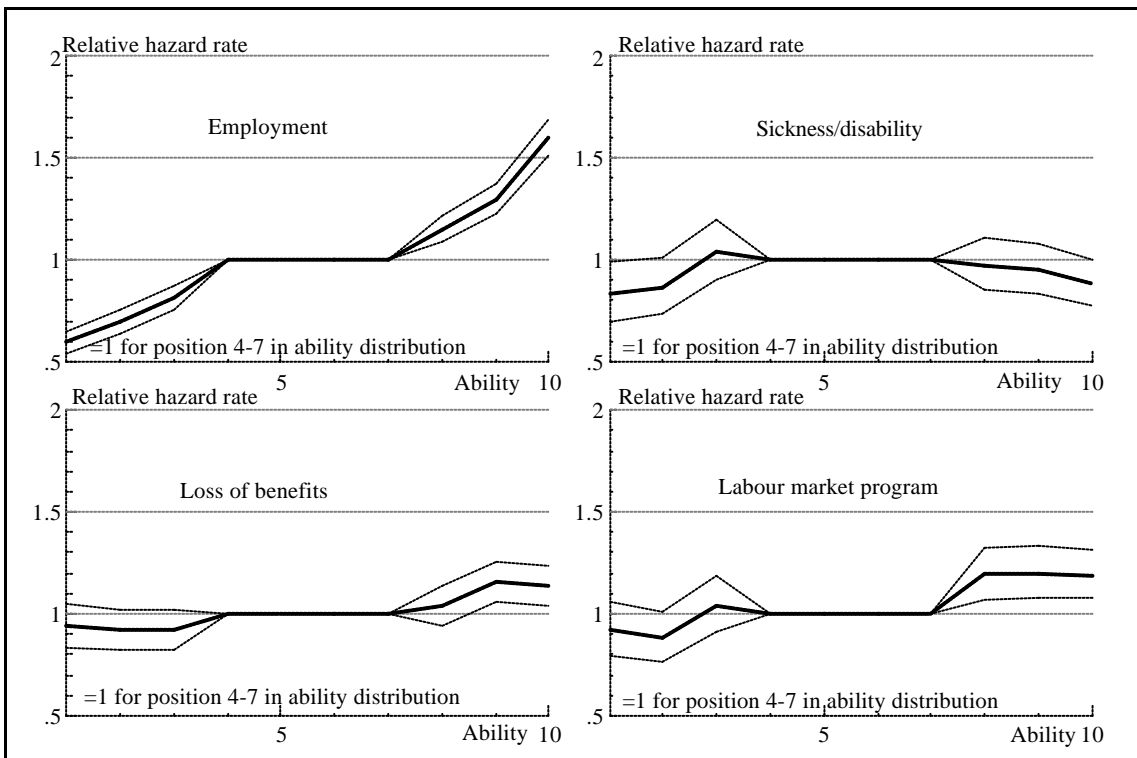 Relative hazard rate
2
Employment
1.5
1
=1 for position 4-7 in ability distribution
.5
5
Ability 10
Relative hazard rate
2
Sickness/disability
1.5
1
=1 for position 4-7 in ability distribution
.5
5
Ability 10
Relative hazard rate
2
Loss of benefits
1.5
1
=1 for position 4-7 in ability distribution
.5
5
Ability 10
Relative hazard rate
2
Labour market program
1.5
1
=1 for position 4-7 in ability distribution
.5
5
Ability 10